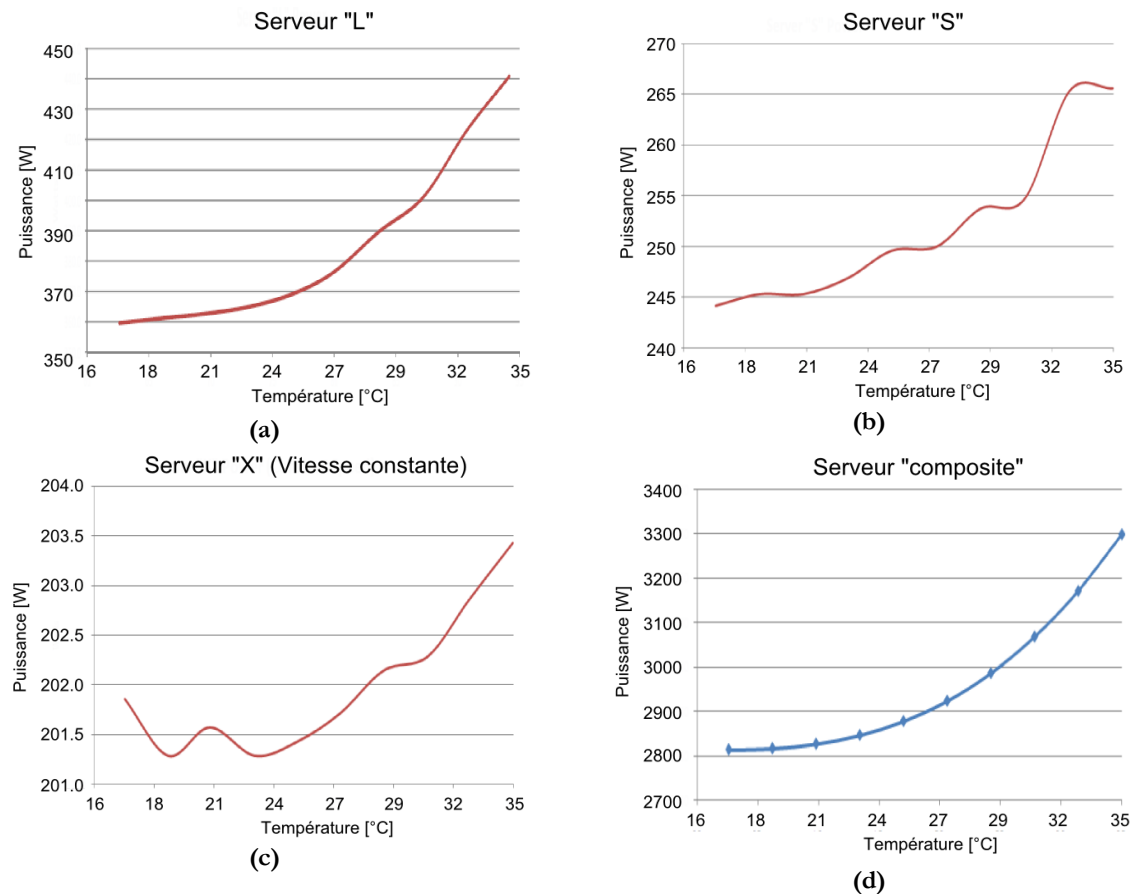 Serveur "L"
450
430
410
390
370
350
Puissance [W]
16 18 21 24 27 29 32 35
Température [°C]
(a)
Serveur "S"
270
265
260
255
250
245
240
Puissance [W]
16 18 21 24 27 29 32 35
Température [°C]
(b)
Serveur "X" (Vitesse constante)
204.0
203.5
203.0
202.5
202.0
201.5
201.0
Puissance [W]
16 18 21 24 27 29 32 35
Température [°C]
(c)
Serveur "composite"
3400
3300
3200
3100
3000
2900
2800
2700
Puissance [W]
16 18 21 24 27 29 32 35
Température [°C]
(d)